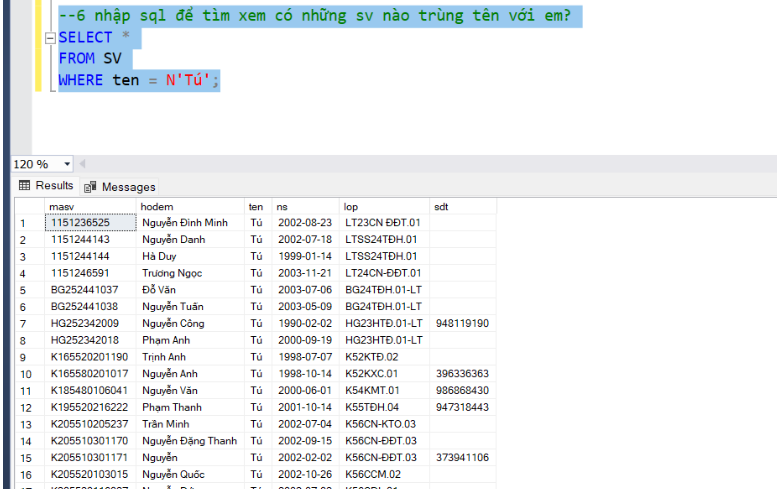 --6 nhập sql để tìm xem có những sv nào trùng tên với em?
SELECT *
FROM SV
WHERE ten = N'Tú';
120 %
Results Messages
masv hodem ten ns lop sdt
1 1151236525 Nguyễn Đình Minh Tú 2002-08-23 LT23CN ĐĐT.01
2 1151244143 Nguyễn Danh Tú 2002-07-18 LTSS24TĐH.01
3 1151244144 Hà Duy Tú 1999-01-14 LTSS24TĐH.01
4 1151246591 Trương Ngọc Tú 2003-11-21 LT24CN-ĐĐT.01
5 BG252441037 Đỗ Văn Tú 2003-07-06 BG24TĐH.01-LT
6 BG252441038 Nguyễn Tuấn Tú 2003-05-09 BG24TĐH.01-LT
7 HG252342009 Nguyễn Công Tú 1990-02-02 HG23HTĐ.01-LT 948119190
8 HG252342018 Phạm Anh Tú 2000-09-19 HG23HTĐ.01-LT
9 K165520201190 Trịnh Anh Tú 1998-07-07 K52KTĐ.02
10 K165580201017 Nguyễn Anh Tú 1998-10-14 K52KXC.01 396336363
11 K185480106041 Nguyễn Văn Tú 2000-06-01 K54KMT.01 986868430
12 K195520216222 Phạm Thanh Tú 2001-10-14 K55TĐH.04 947318443
13 K205510205237 Trần Minh Tú 2002-07-04 K56CN-KTO.03
14 K205510301170 Nguyễn Đặng Thanh Tú 2002-09-15 K56CN-ĐĐT.03
15 K205510301171 Nguyễn Tú 2002-02-02 K56CN-ĐĐT.03 373941106
16 K205520103015 Nguyễn Quốc Tú 2002-10-26 K56CCM.02